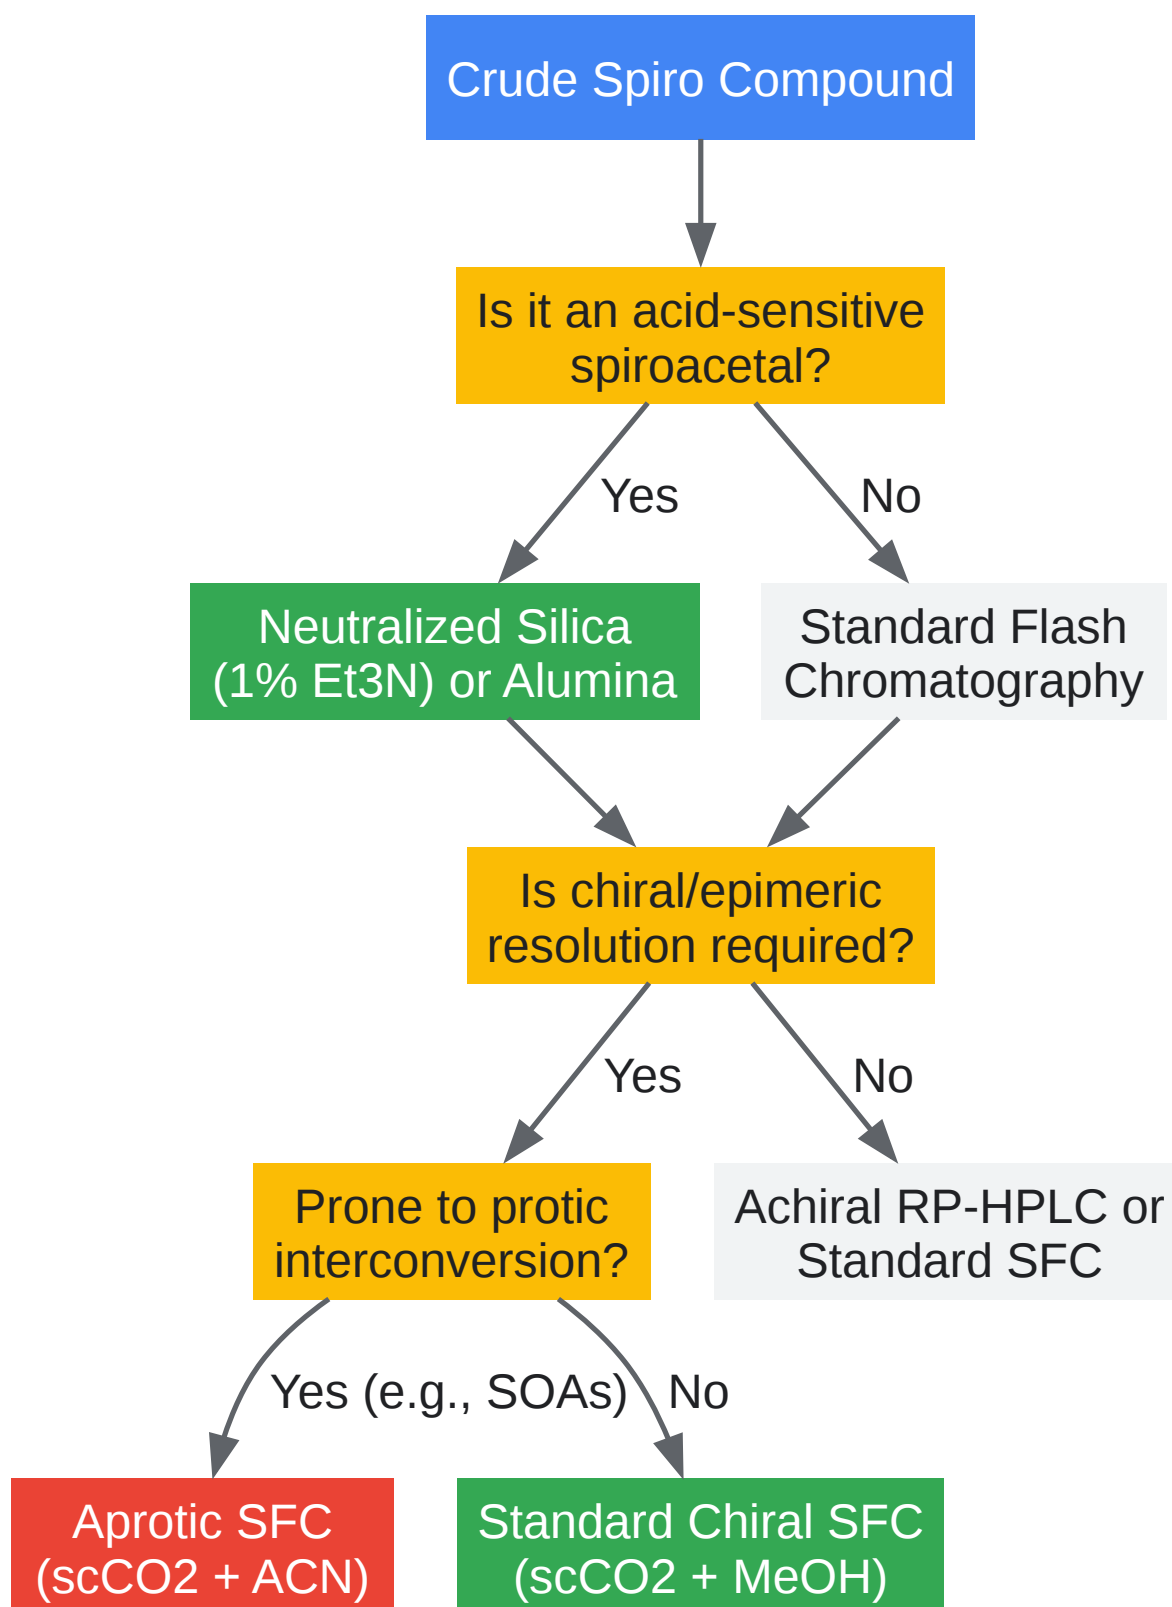 Crude Spiro Compound
Is it an acid-sensitive
spiroacetal?
Yes
No
Neutralized Silica
(1% Et3N) or Alumina
Standard Flash
Chromatography
Is chiral/epimeric
resolution required?
Yes
No
Prone to protic
interconversion?
Achiral RP-HPLC or
Standard SFC
Yes (e.g., SOAs)
No
Aprotic SFC
(scCO2 + ACN)
Standard Chiral SFC
(scCO2 + MeOH)